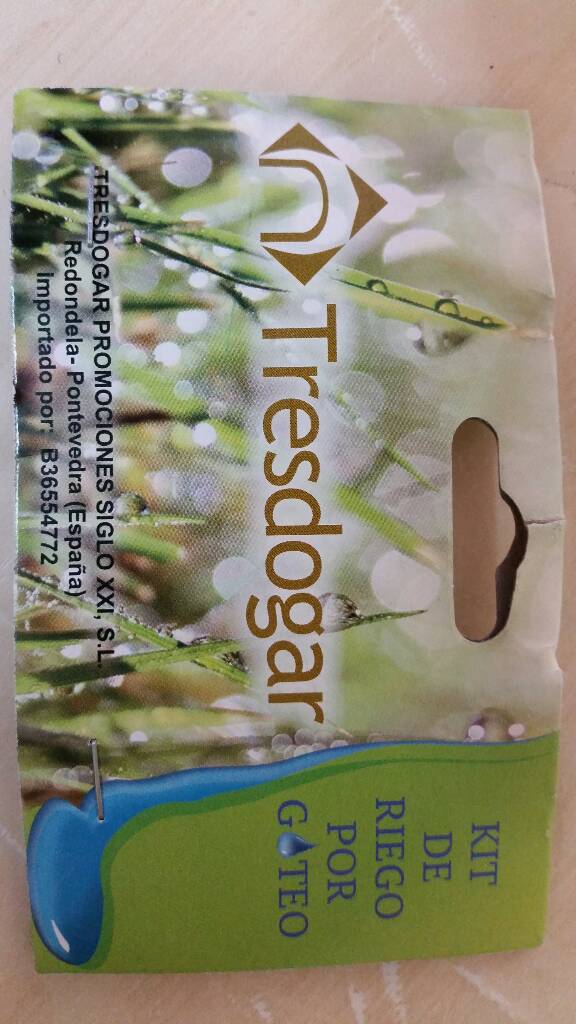 Tresdogar
KIT
DE
RIEGO
POR
GOTEO
.TRESDOGAR PROMOCIONES SIGLO XXI, S.L.
Redondela- Pontevedra (España)
Importado por: B36554772